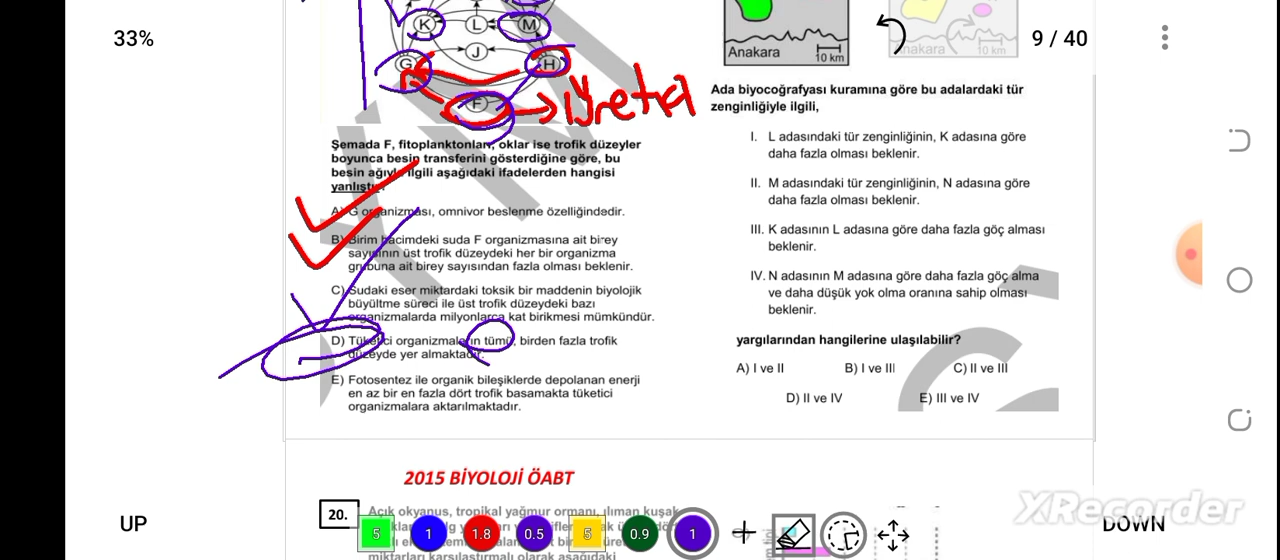 33%
9 / 40
K L M
J
G H
F
üretici
Şemada F, fitoplanktonları, oklar ise trofik düzeyler
boyunca besin transferini gösterdiğine göre, bu
besin ağıyla ilgili aşağıdaki ifadelerden hangisi
yanlıştır?
A) G organizması, omnivor beslenme özelliğindedir.
B) Birim hacimdeki suda F organizmasına ait birey
sayısının üst trofik düzeydeki her bir organizma
grubuna ait birey sayısından fazla olması beklenir.
C) Sudaki eser miktardaki toksik bir maddenin biyolojik
büyültme süreci ile üst trofik düzeydeki bazı
organizmalarda milyonlarca kat birikmesi mümkündür.
D) Tüketici organizmaların tümü, birden fazla trofik
düzeyde yer almaktadır.
E) Fotosentez ile organik bileşiklerde depolanan enerji
en az bir en fazla dört trofik basamakta tüketici
organizmalara aktarılmaktadır.
Anakara 10 km
Anakara 10 km
Ada biyocoğrafyası kuramına göre bu adalardaki tür
zenginliğiyle ilgili,
I. L adasındaki tür zenginliğinin, K adasına göre
daha fazla olması beklenir.
II. M adasındaki tür zenginliğinin, N adasına göre
daha fazla olması beklenir.
III. K adasının L adasına göre daha fazla göç alması
beklenir.
IV. N adasının M adasına göre daha fazla göç alma
ve daha düşük yok olma oranına sahip olması
beklenir.
yargılarından hangilerine ulaşılabilir?
A) I ve II B) I ve III C) II ve III
D) II ve IV E) III ve IV
2015 BİYOLOJİ ÖABT
20. Açık okyanus, tropikal yağmur ormanı, ılıman kuşak
miktarları karşılaştırmalı olarak aşağıdaki
UP
5 1 1.8 0.5 5 0.9 1
DOWN
XRecorder